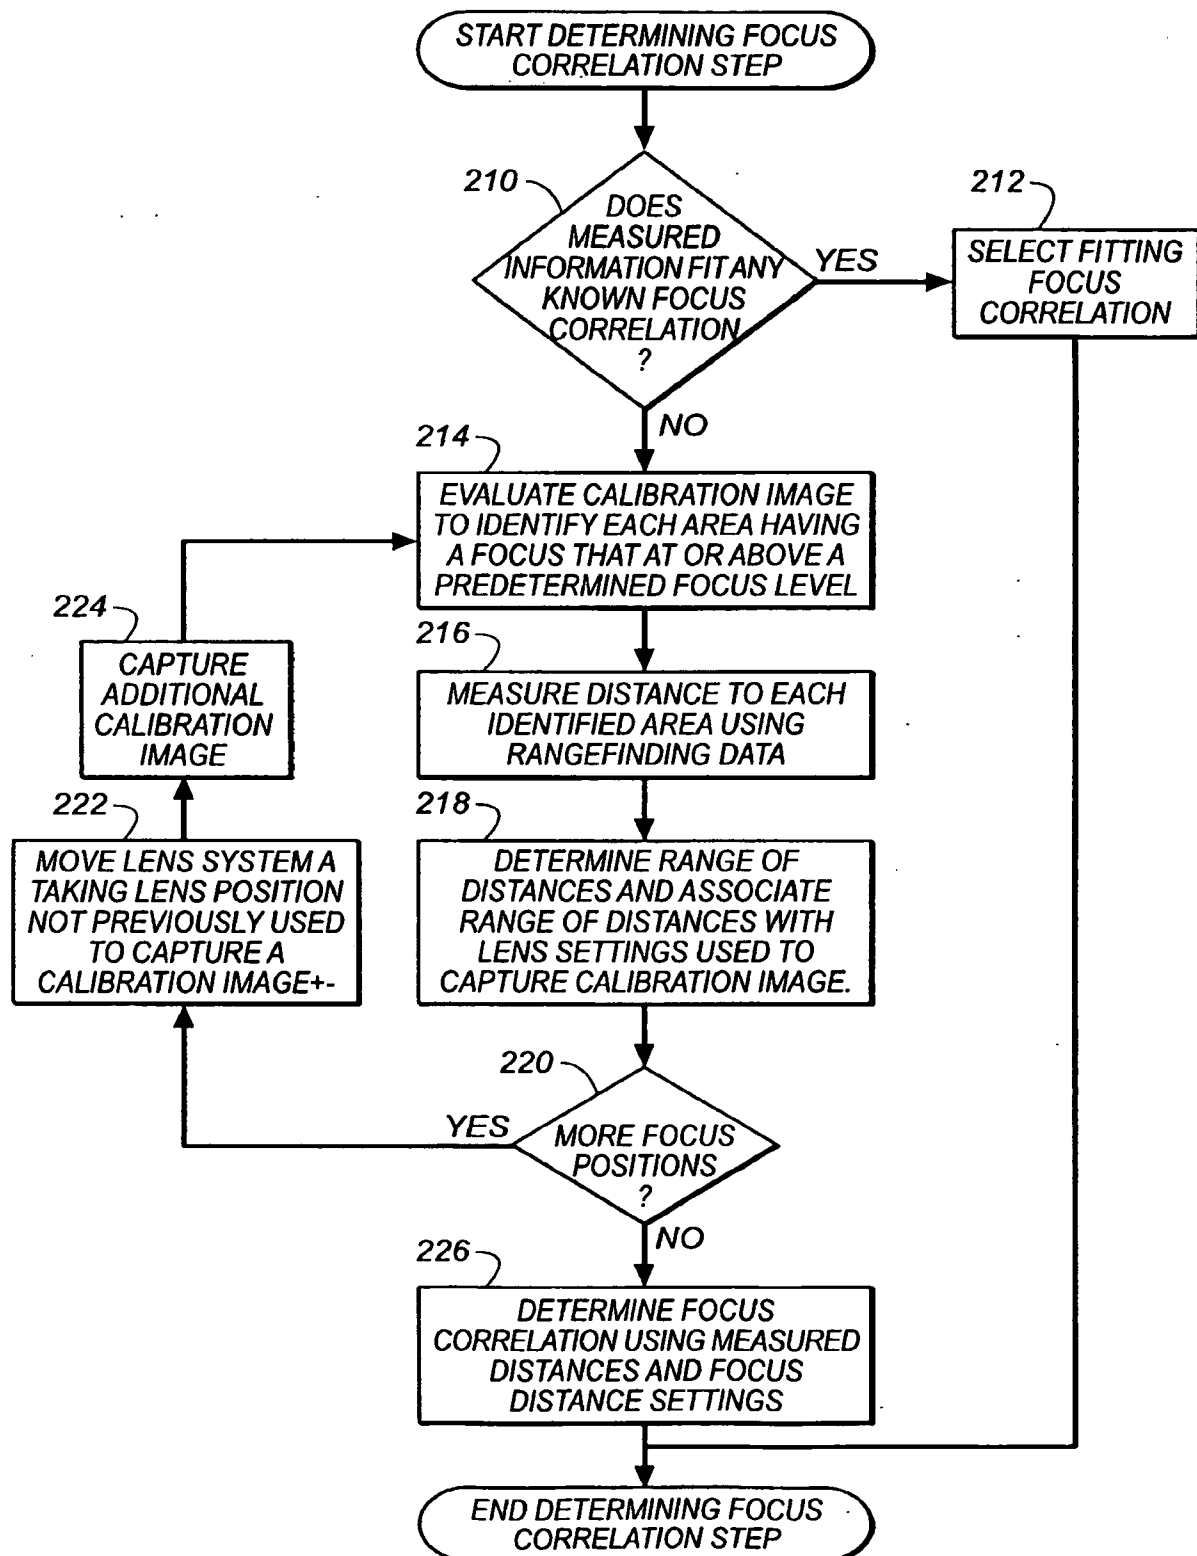 START DETERMINING FOCUS
CORRELATION STEP
210
DOES
MEASURED
INFORMATION FIT ANY
KNOWN FOCUS
CORRELATION
?
YES
212
SELECT FITTING
FOCUS
CORRELATION
NO
214
EVALUATE CALIBRATION IMAGE
TO IDENTIFY EACH AREA HAVING
A FOCUS THAT AT OR ABOVE A
PREDETERMINED FOCUS LEVEL
224
CAPTURE
ADDITIONAL
CALIBRATION
IMAGE
216
MEASURE DISTANCE TO EACH
IDENTIFIED AREA USING
RANGEFINDING DATA
222
MOVE LENS SYSTEM A
TAKING LENS POSITION
NOT PREVIOUSLY USED
TO CAPTURE A
CALIBRATION IMAGE+-
218
DETERMINE RANGE OF
DISTANCES AND ASSOCIATE
RANGE OF DISTANCES WITH
LENS SETTINGS USED TO
CAPTURE CALIBRATION IMAGE.
220
YES
MORE FOCUS
POSITIONS
?
NO
226
DETERMINE FOCUS
CORRELATION USING MEASURED
DISTANCES AND FOCUS
DISTANCE SETTINGS
END DETERMINING FOCUS
CORRELATION STEP